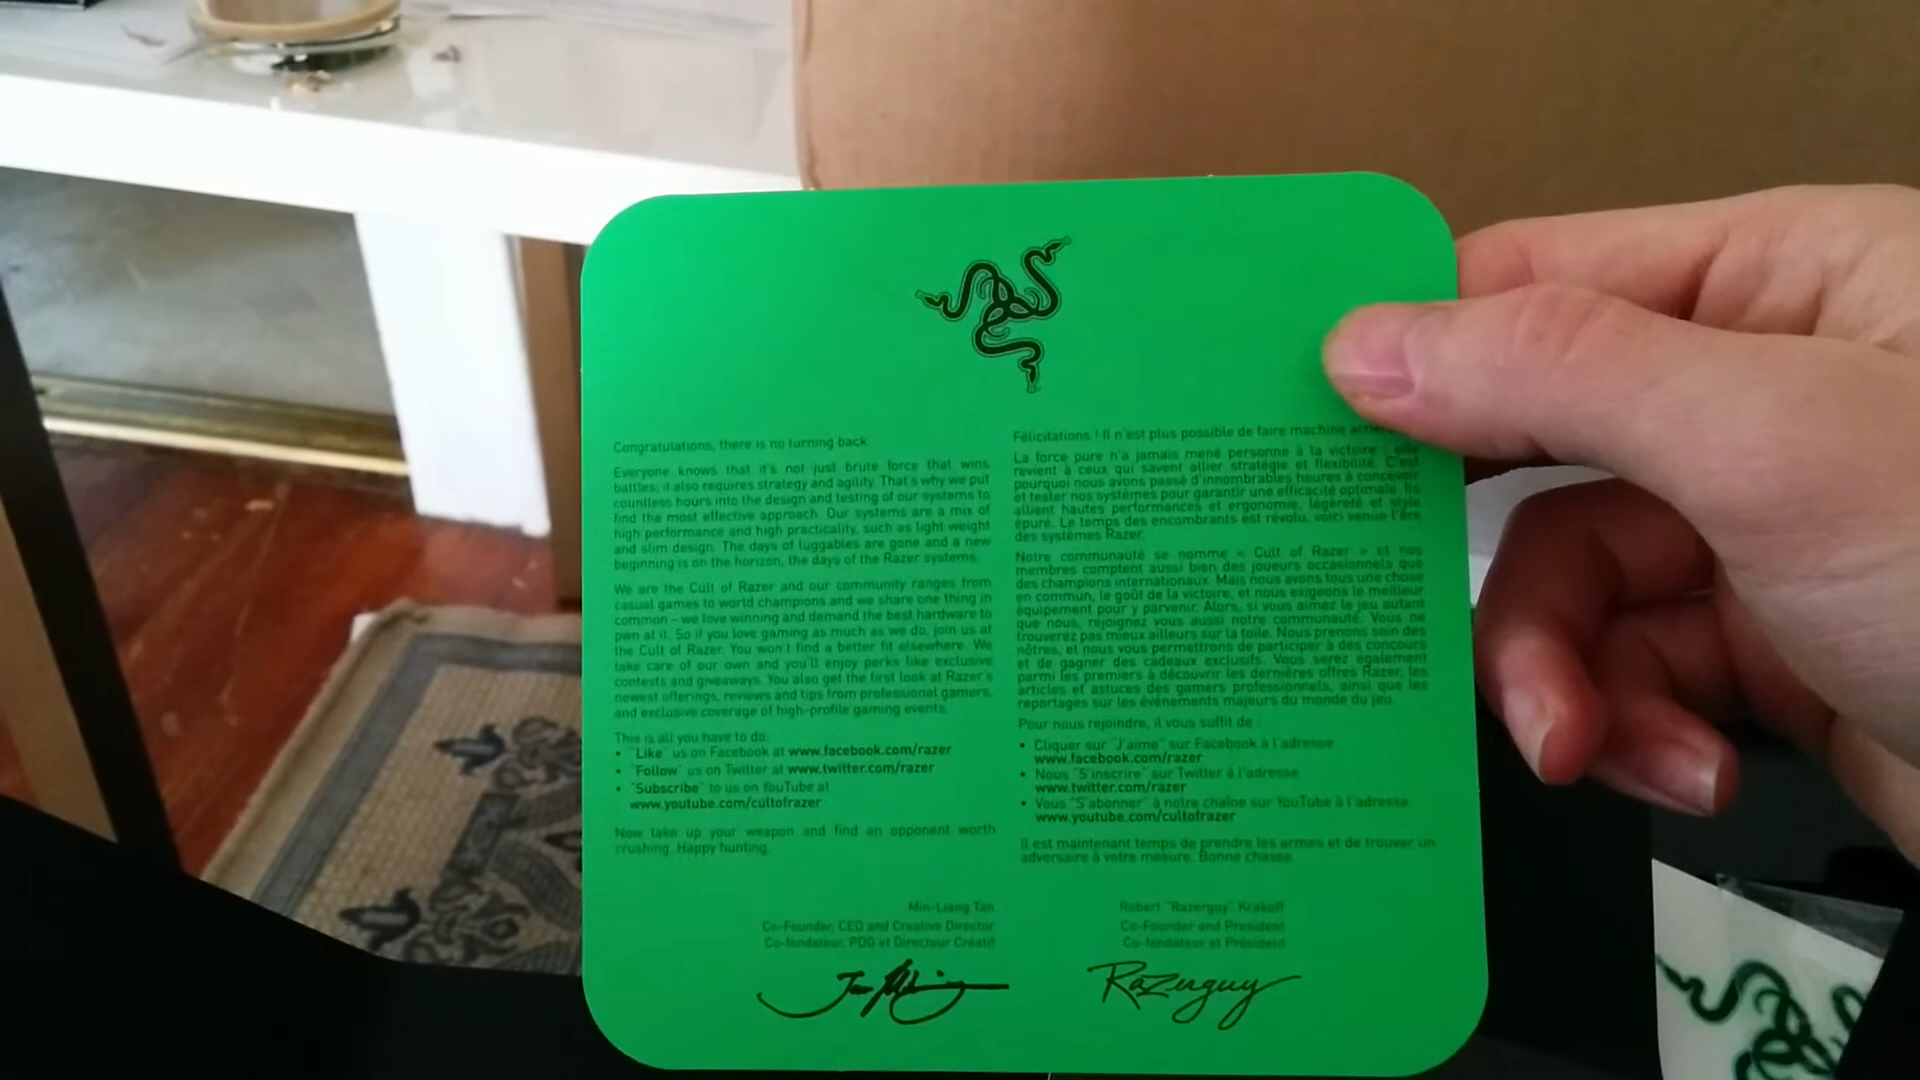 Congratulations, there is no turning back.
Everyone knows that it's not just brute force that wins
battles; it also requires strategy and agility. That's why we put
countless hours into the design and testing of our systems to
find the most effective approach. Our systems are a mix of
high performance and high practicality, such as light weight
and slim design. The days of luggables are gone and a new
beginning is on the horizon, the days of the Razer systems.
We are the Cult of Razer and our community ranges from
casual games to world champions and we share one thing in
common – we love winning and demand the best hardware to
pwn at it. So if you love gaming as much as we do, join us at
the Cult of Razer. You won't find a better fit elsewhere. We
take care of our own and you'll enjoy perks like exclusive
contests and giveaways. You also get the first look at Razer's
newest offerings, reviews and tips from professional gamers,
and exclusive coverage of high-profile gaming events.
This is all you have to do:
• "Like" us on Facebook at www.facebook.com/razer
• "Follow" us on Twitter at www.twitter.com/razer
• "Subscribe" to us on YouTube at
www.youtube.com/cultofrazer
Now take up your weapon and find an opponent worth
crushing. Happy hunting.
Félicitations ! Il n'est plus possible de faire machine
La force pure n'a jamais mené personne à la victoire ; elle
revient à ceux qui savent allier stratégie et flexibilité. C'est
pourquoi nous avons passé d'innombrables heures à concevoir
et tester nos systèmes pour garantir une efficacité optimale. Ils
allient hautes performances et ergonomie, légèreté et style
épuré. Le temps des encombrants est révolu, voici venue l'ère
des systèmes Razer.
Notre communauté se nomme « Cult of Razer » et nos
membres comptent aussi bien des joueurs occasionnels que
des champions internationaux. Mais nous avons tous une chose
en commun, le goût de la victoire, et nous exigeons le meilleur
équipement pour y parvenir. Alors, si vous aimez le jeu autant
que nous, rejoignez vous aussi notre communauté. Vous ne
trouverez pas mieux ailleurs sur la toile. Nous prenons soin des
nôtres, et nous vous permettrons de participer à des concours
et de gagner des cadeaux exclusifs. Vous serez également
parmi les premiers à découvrir les dernières offres Razer, les
articles et astuces des gamers professionnels, ainsi que les
reportages sur les événements majeurs du monde du jeu.
Pour nous rejoindre, il vous suffit de :
• Cliquer sur "J'aime" sur Facebook à l'adresse
www.facebook.com/razer
• Nous "S'inscrire" sur Twitter à l'adresse
www.twitter.com/razer
• Vous "S'abonner" à notre chaîne sur YouTube à l'adresse
www.youtube.com/cultofrazer
Il est maintenant temps de prendre les armes et de trouver un
adversaire à votre mesure. Bonne chasse.
Min-Liang Tan
Co-Founder, CEO and Creative Director
Co-fondateur, PDG et Directeur Créatif
Robert "Razerguy" Krakoff
Co-Founder and President
Co-fondateur et Président
Razerguy